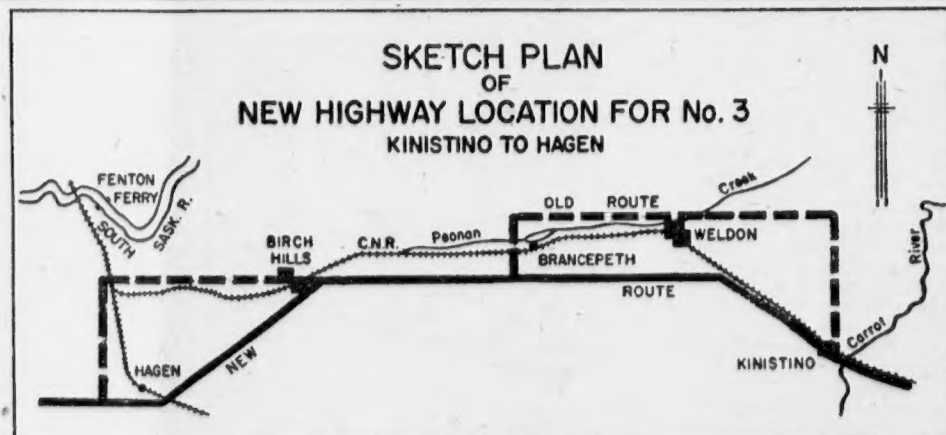 SKETCH PLAN
OF
NEW HIGHWAY LOCATION FOR No. 3
KINISTINO TO HAGEN
N
FENTON
FERRY
SOUTH SASK. R.
BIRCH
HILLS
C.N.R.
Peonan Creek
OLD ROUTE
WELDON
BRANCEPETH
NEW ROUTE
HAGEN
KINISTINO
Carrot River